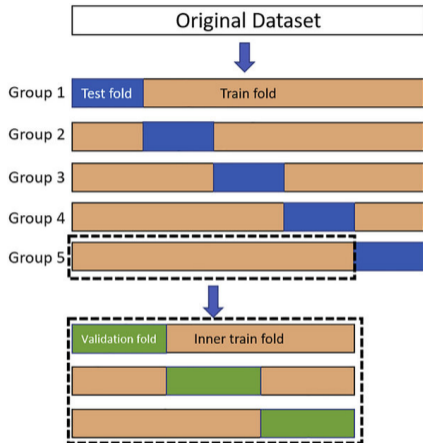 Original Dataset
Group 1
Test fold
Train fold
Group 2
Group 3
Group 4
Group 5
Validation fold
Inner train fold